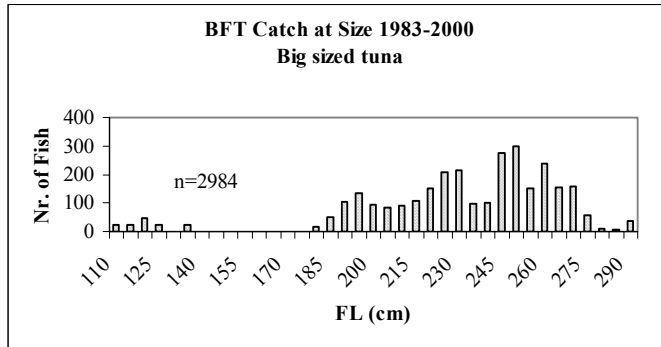 BFT Catch at Size 1983-2000
Big sized tuna
Nr. of Fish
400
300
200
100
0
n=2984
110 125 140 155 170 185 200 215 230 245 260 275 290
FL (cm)